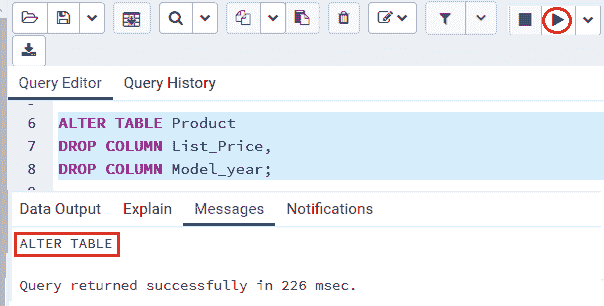 Query Editor Query History
6 ALTER TABLE Product
7 DROP COLUMN List_Price,
8 DROP COLUMN Model_year;
Data Output Explain Messages Notifications
ALTER TABLE
Query returned successfully in 226 msec.